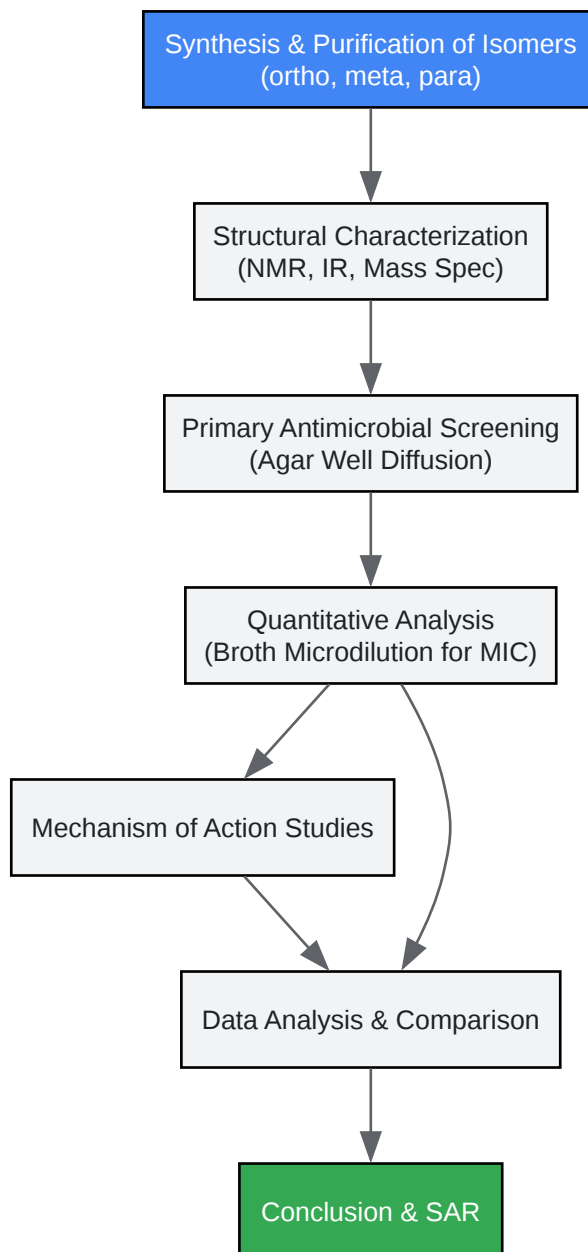 Synthesis & Purification of Isomers
(ortho, meta, para)
Structural Characterization
(NMR, IR, Mass Spec)
Primary Antimicrobial Screening
(Agar Well Diffusion)
Quantitative Analysis
(Broth Microdilution for MIC)
Mechanism of Action Studies
Data Analysis & Comparison
Conclusion & SAR